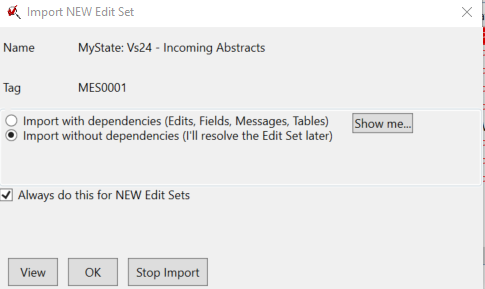 Import NEW Edit Set
Name MyState: Vs24 - Incoming Abstracts
Tag MES0001
Import with dependencies (Edits, Fields, Messages, Tables) Show me...
Import without dependencies (I'll resolve the Edit Set later)
Always do this for NEW Edit Sets
View OK Stop Import